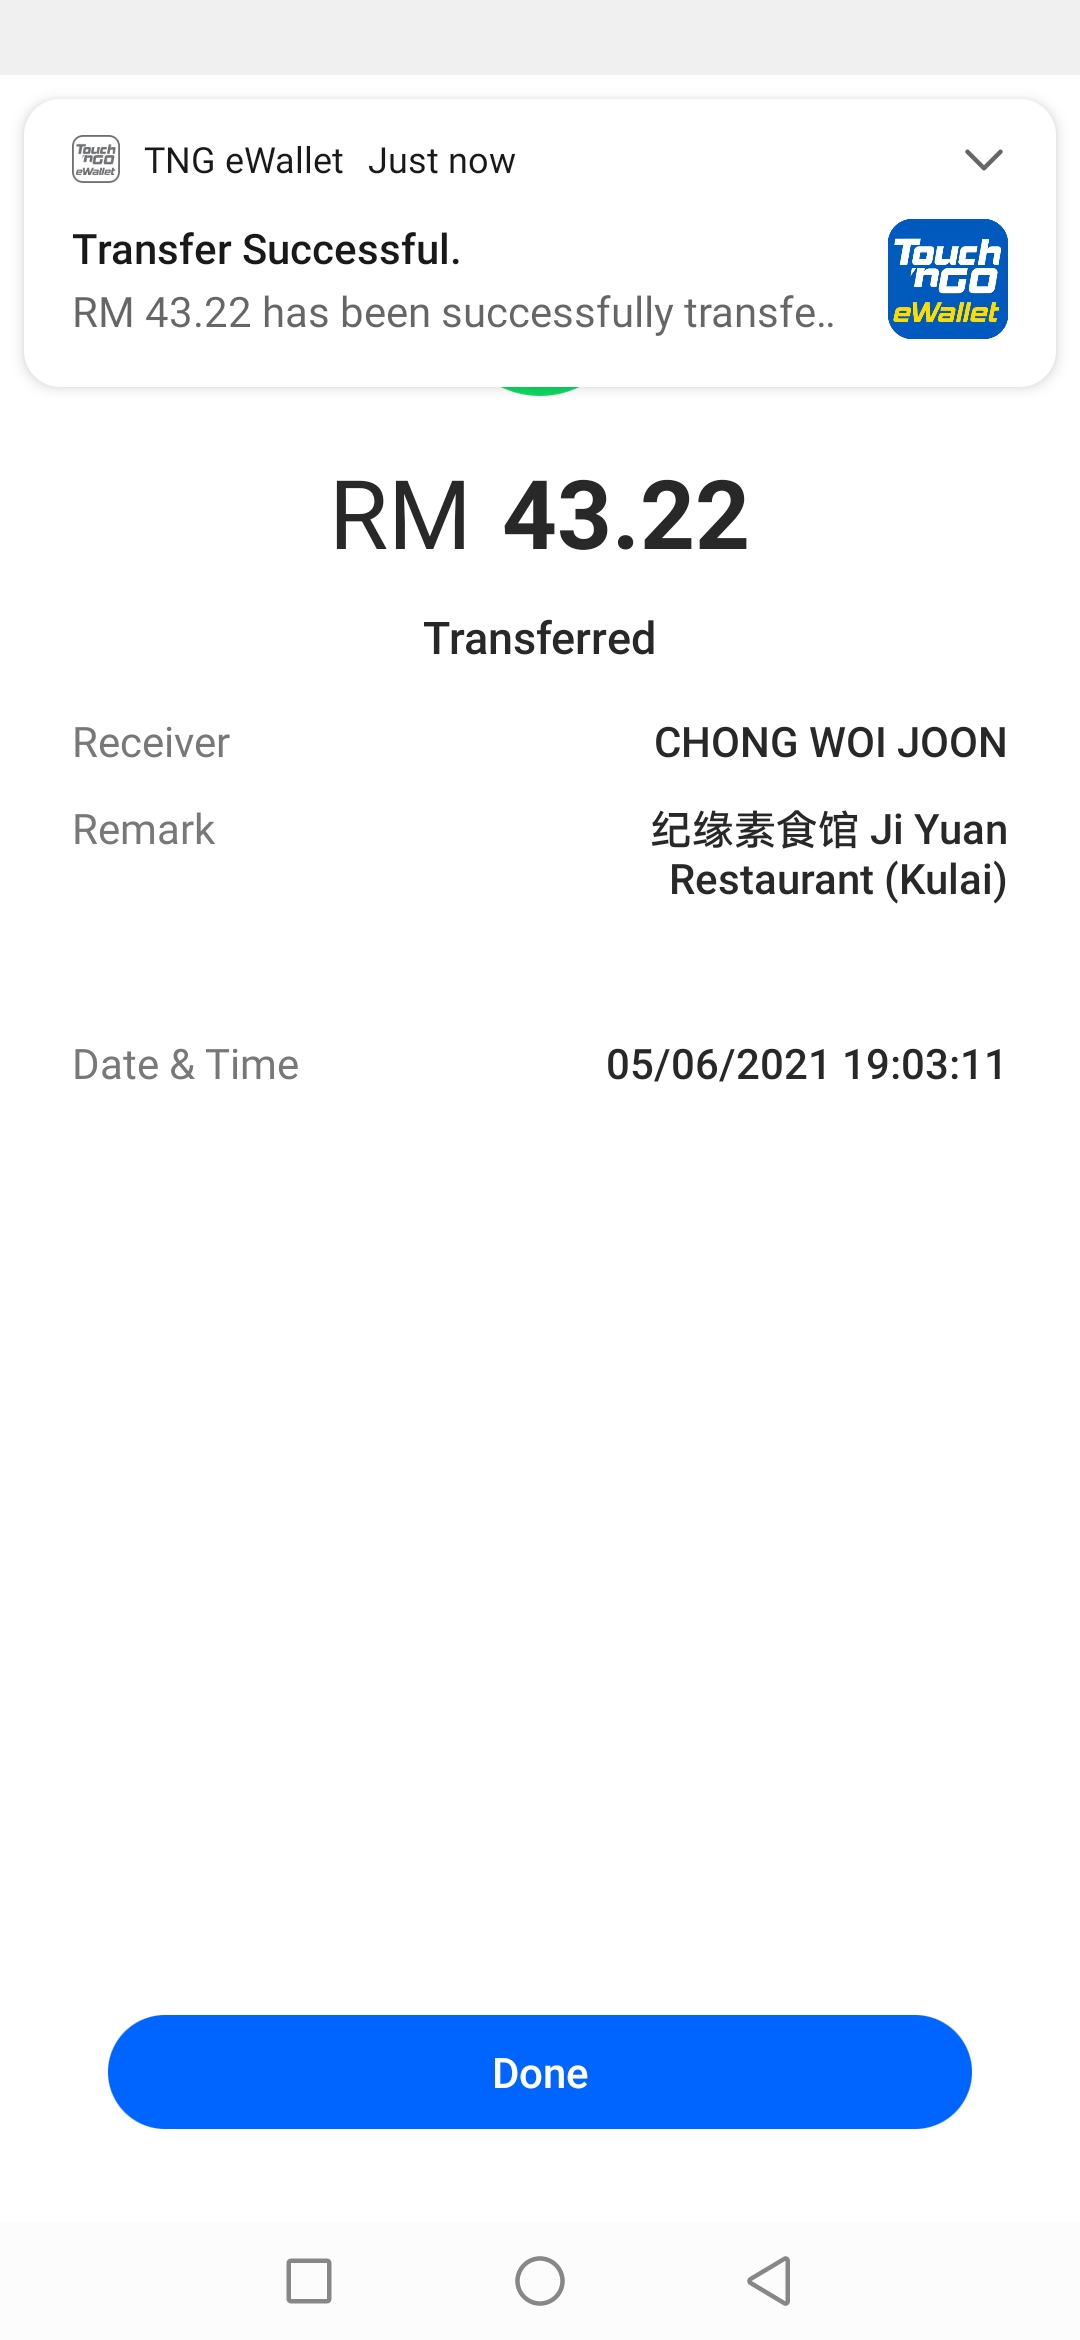 Touch 'nGO eWallet TNG eWallet Just now
Transfer Successful.
RM 43.22 has been successfully transfe..
Touch
'nGO
eWallet
RM 43.22
Transferred
Receiver CHONG WOI JOON
Remark 纪缘素食馆 Ji Yuan
Restaurant (Kulai)
Date & Time 05/06/2021 19:03:11
Done